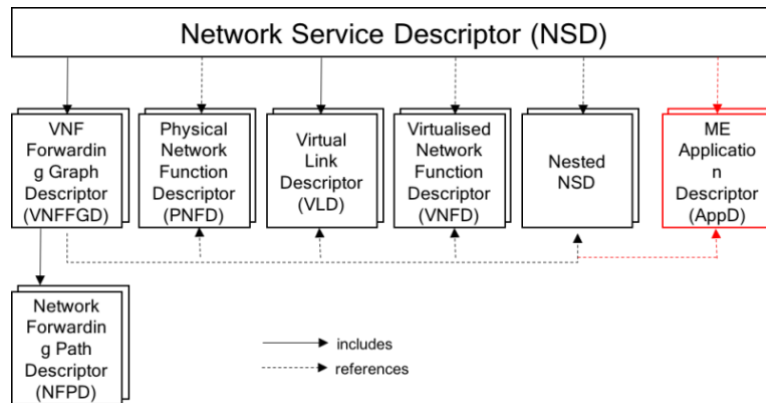 Network Service Descriptor (NSD)
VNF
Forwardin
g Graph
Descriptor
(VNFFGD)
Physical
Network
Function
Descriptor
(PNFD)
Virtual
Link
Descriptor
(VLD)
Virtualised
Network
Function
Descriptor
(VNFD)
Nested
NSD
ME
Applicatio
n
Descriptor
(AppD)
Network
Forwardin
g Path
Descriptor
(NFPD)
includes
references